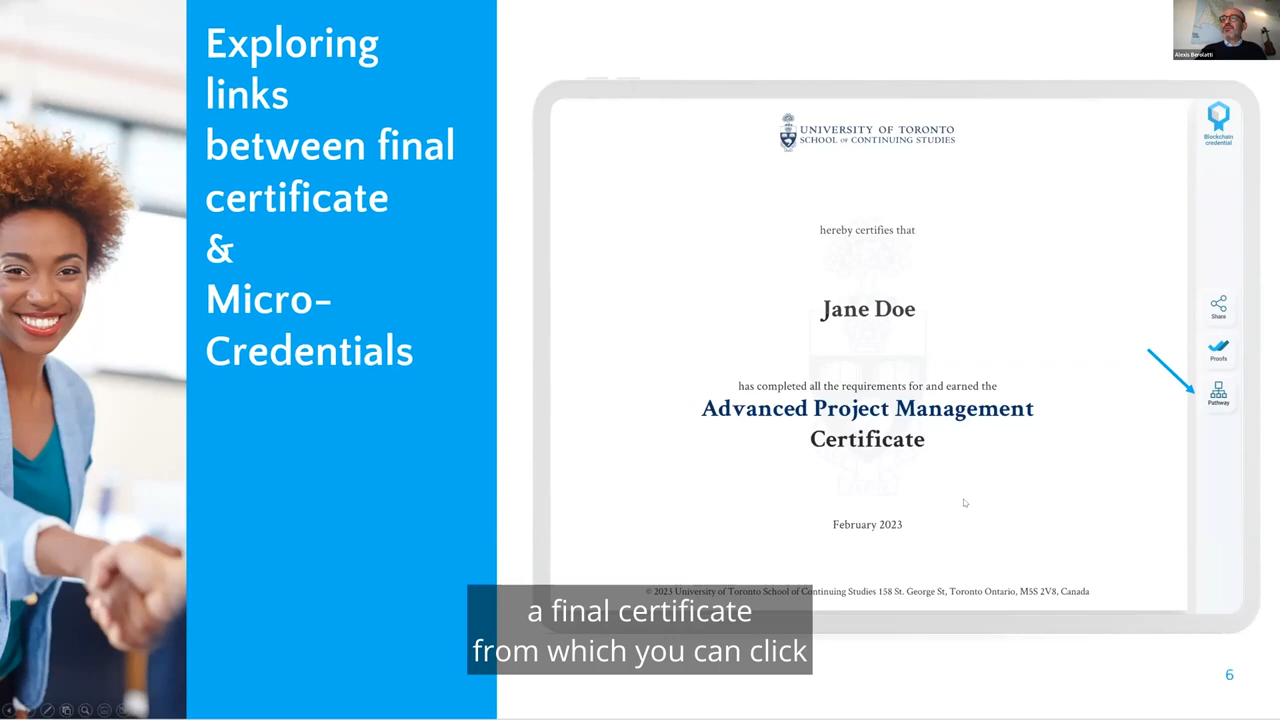 Exploring
links
between final
certificate
&
Micro-
Credentials
Alexis Berolatti
UNIVERSITY OF TORONTO
SCHOOL OF CONTINUING STUDIES
Blockchain
credential
hereby certifies that
Jane Doe
Share
Proofs
Pathway
has completed all the requirements for and earned the
Advanced Project Management
Certificate
February 2023
© 2023 University of Toronto School of Continuing Studies 158 St. George St, Toronto Ontario, M5S 2V8, Canada
a final certificate
from which you can click
6